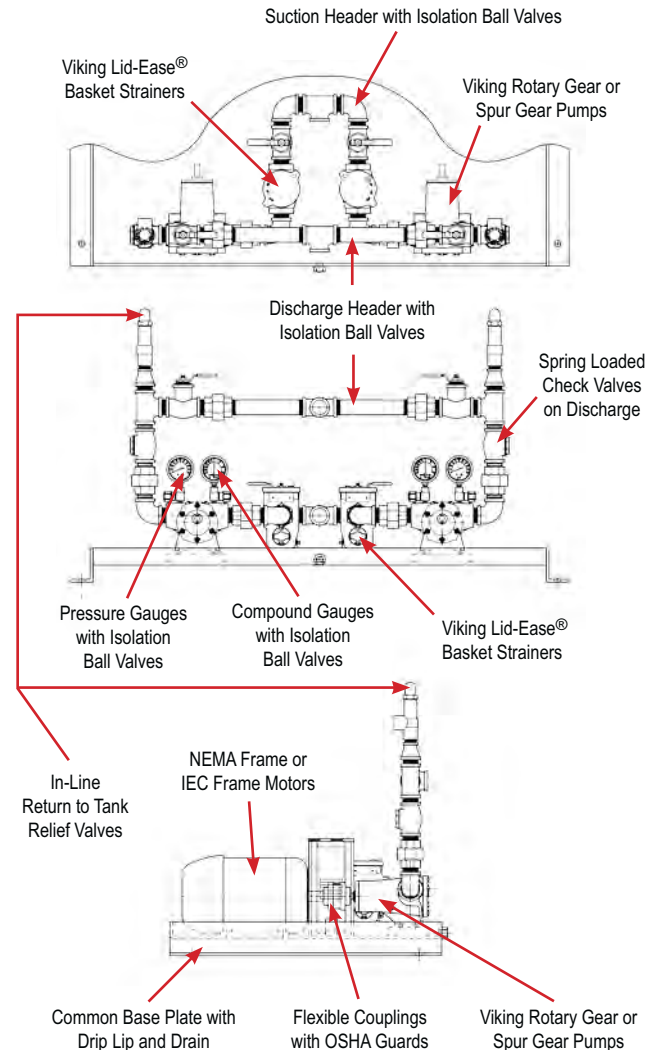 Suction Header with Isolation Ball Valves
Viking Lid-Ease®
Basket Strainers
Viking Rotary Gear or
Spur Gear Pumps
Discharge Header with
Isolation Ball Valves
Spring Loaded
Check Valves
on Discharge
Pressure Gauges
with Isolation
Ball Valves
Compound Gauges
with Isolation
Ball Valves
Viking Lid-Ease®
Basket Strainers
In-Line
Return to Tank
Relief Valves
NEMA Frame or
IEC Frame Motors
Common Base Plate with
Drip Lip and Drain
Flexible Couplings
with OSHA Guards
Viking Rotary Gear or
Spur Gear Pumps